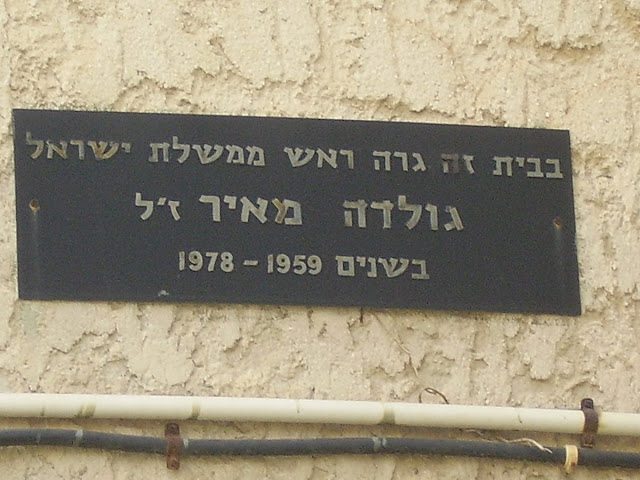 בבית זה גרה ראש ממשלת ישראל
גולדה מאיר ז'ל
בשנים 1959 - 1978